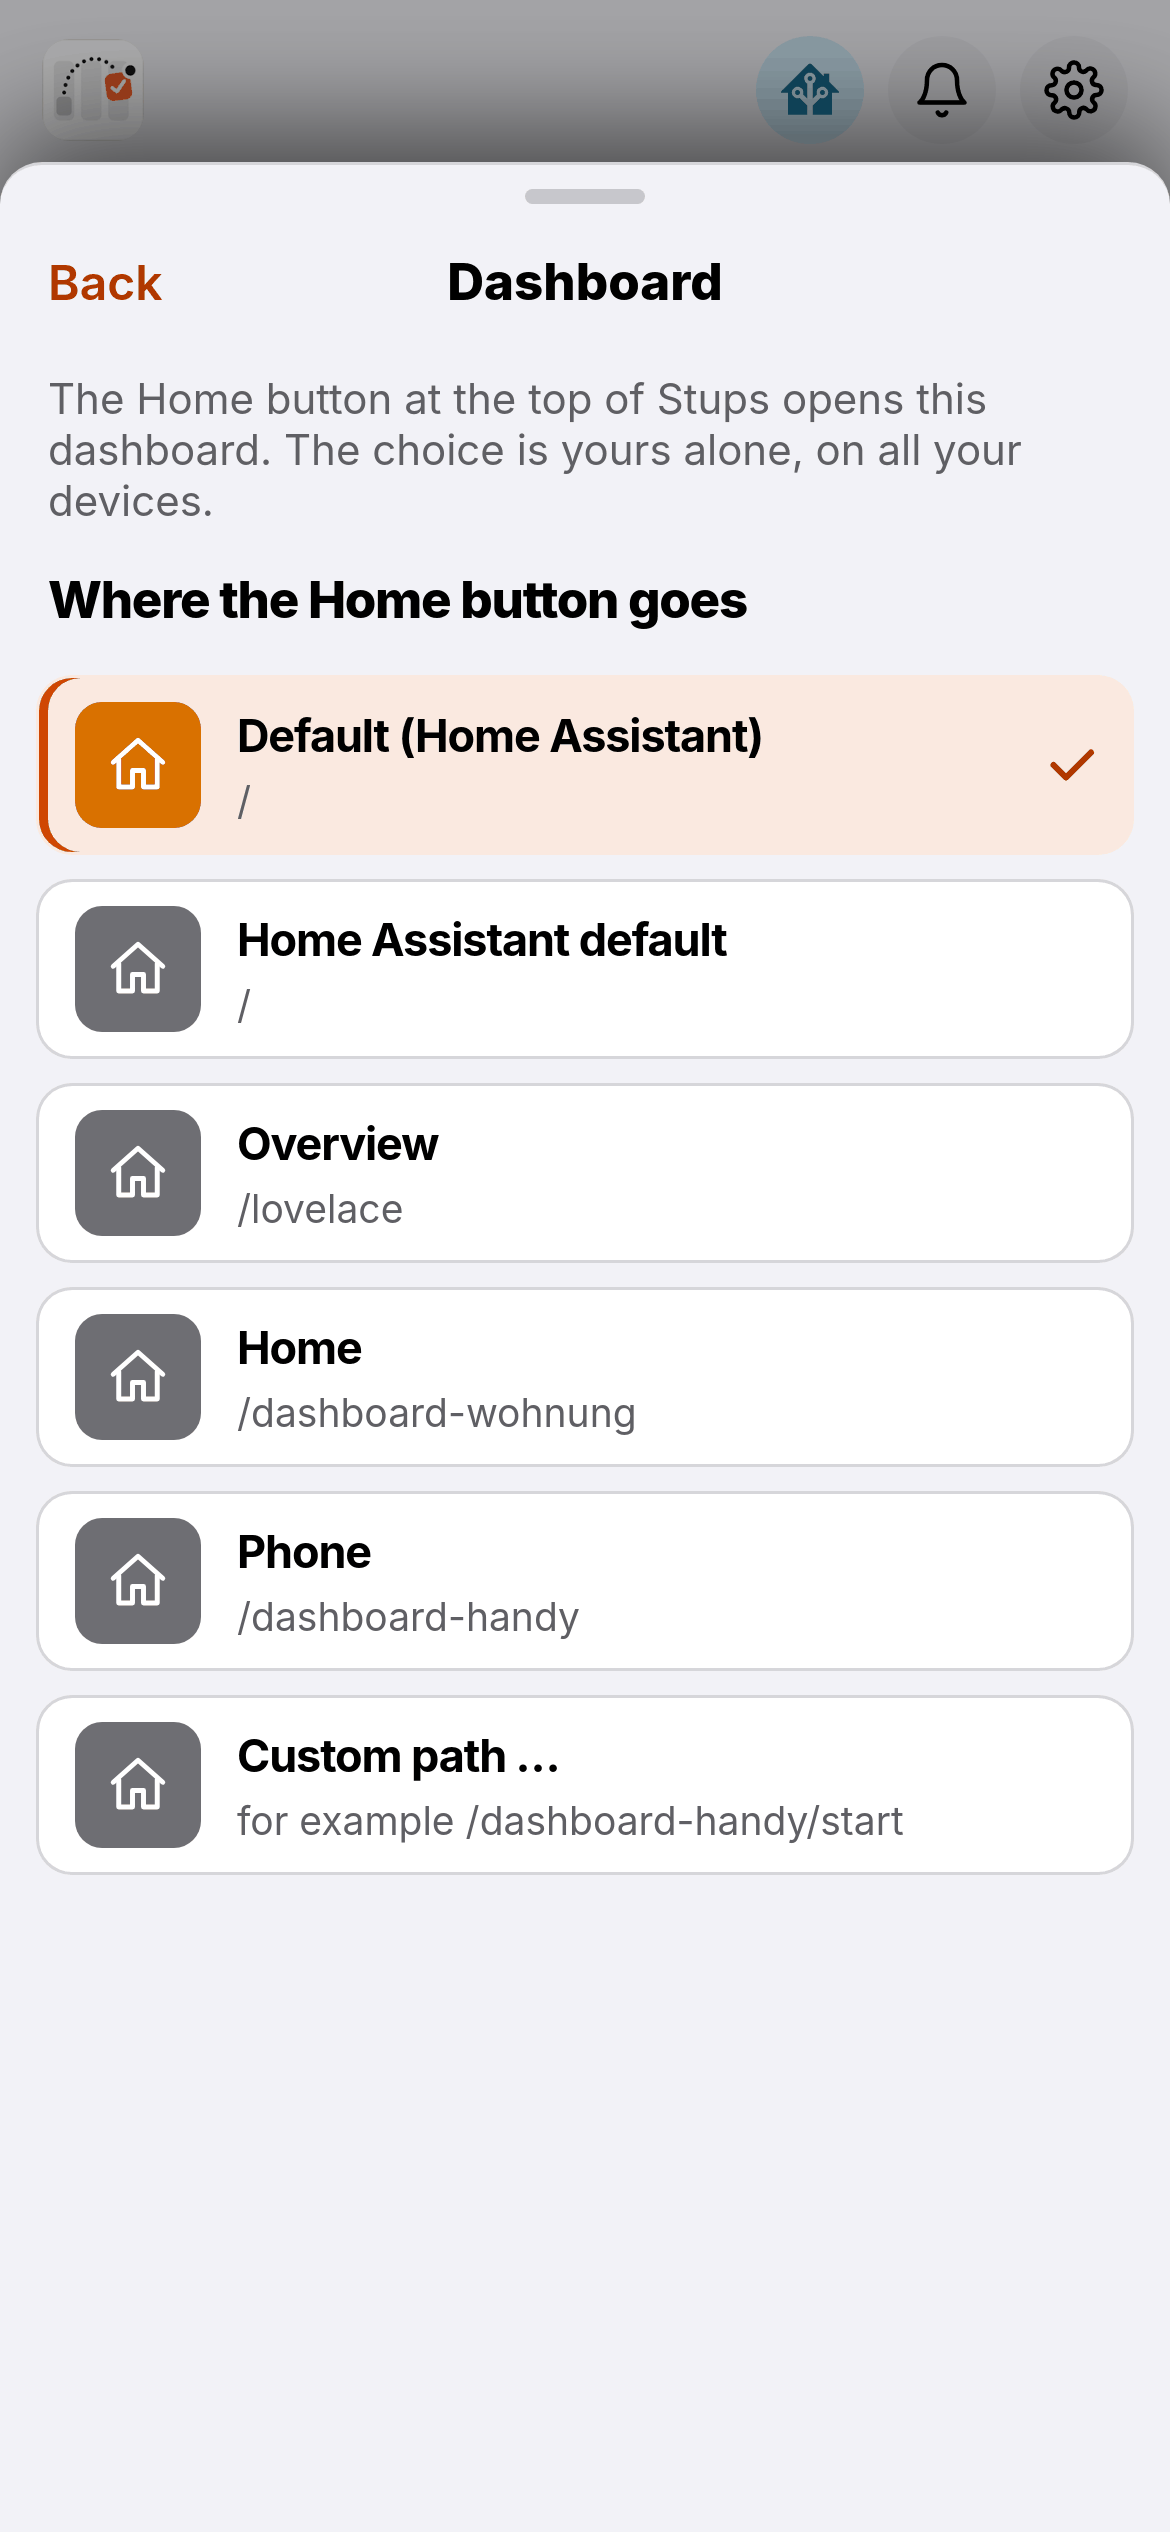 Back
Dashboard
The Home button at the top of Stups opens this
dashboard. The choice is yours alone, on all your
devices.
Where the Home button goes
Default (Home Assistant)
/
Home Assistant default
/
Overview
/lovelace
Home
/dashboard-wohnung
Phone
/dashboard-handy
Custom path ...
for example /dashboard-handy/start